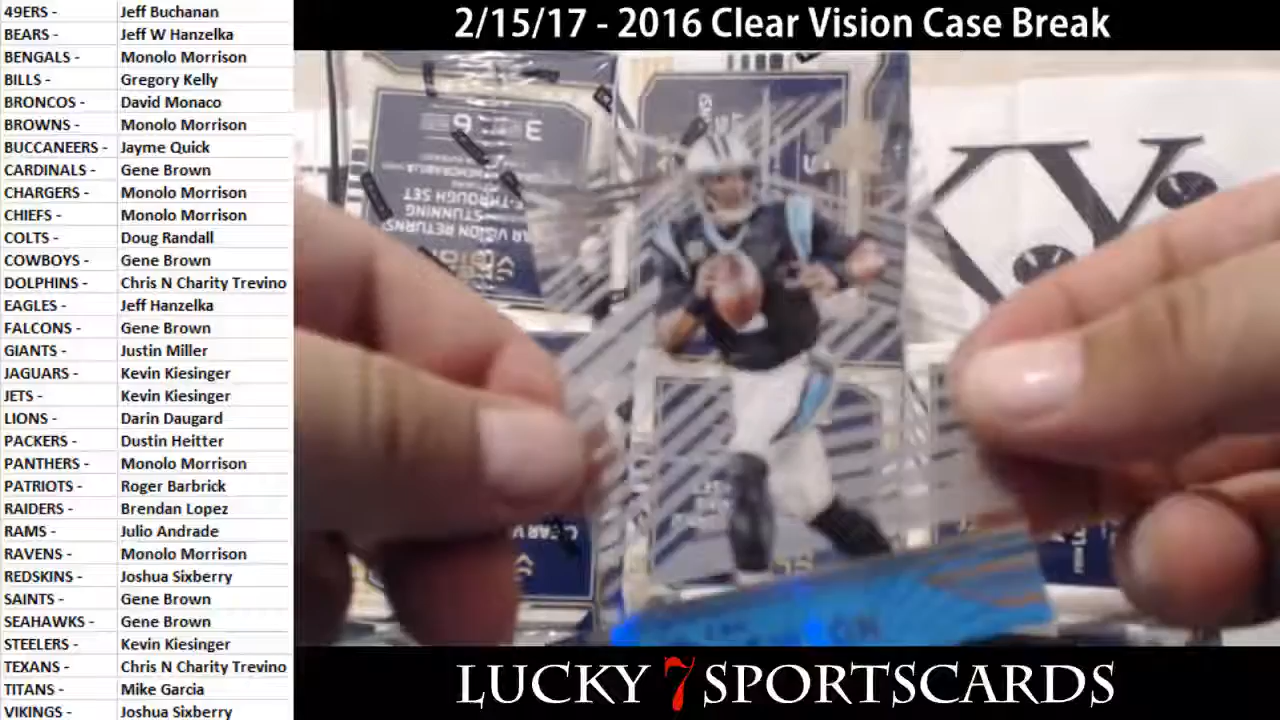 2/15/17 - 2016 Clear Vision Case Break
49ERS - Jeff Buchanan
BEARS - Jeff W Hanzelka
BENGALS - Monolo Morrison
BILLS - Gregory Kelly
BRONCOS - David Monaco
BROWNS - Monolo Morrison
BUCCANEERS - Jayme Quick
CARDINALS - Gene Brown
CHARGERS - Monolo Morrison
CHIEFS - Monolo Morrison
COLTS - Doug Randall
COWBOYS - Gene Brown
DOLPHINS - Chris N Charity Trevino
EAGLES - Jeff Hanzelka
FALCONS - Gene Brown
GIANTS - Justin Miller
JAGUARS - Kevin Kiesinger
JETS - Kevin Kiesinger
LIONS - Darin Daugard
PACKERS - Dustin Heitter
PANTHERS - Monolo Morrison
PATRIOTS - Roger Barbrick
RAIDERS - Brendan Lopez
RAMS - Julio Andrade
RAVENS - Monolo Morrison
REDSKINS - Joshua Sixberry
SAINTS - Gene Brown
SEAHAWKS - Gene Brown
STEELERS - Kevin Kiesinger
TEXANS - Chris N Charity Trevino
TITANS - Mike Garcia
VIKINGS - Joshua Sixberry
STUNNING
LUCKY 7 SPORTSCARDS